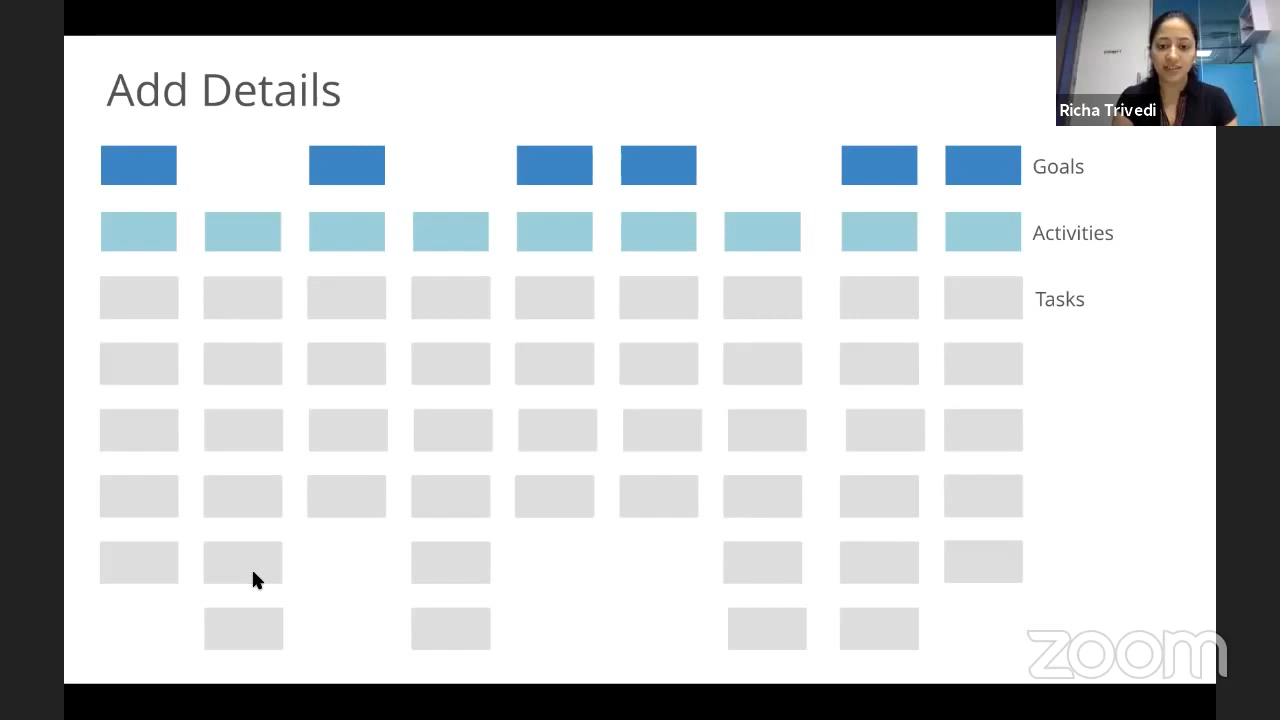 Add Details
Richa Trivedi
Goals
Activities
Tasks
zoom